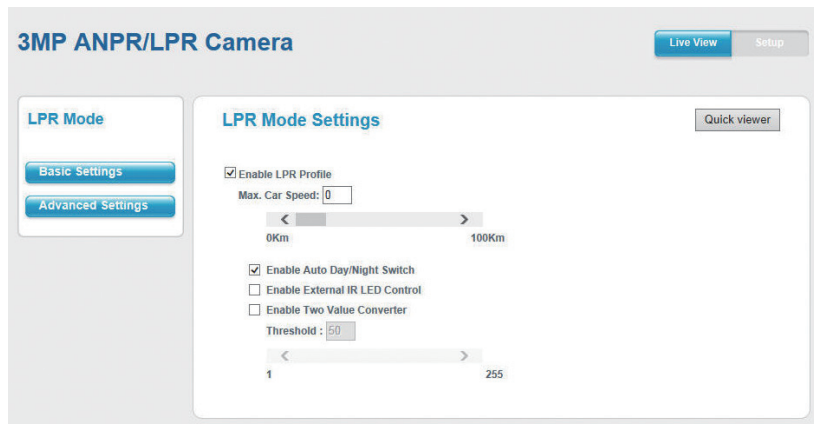 3MP ANPR/LPR Camera
Live View
Setup
LPR Mode
Basic Settings
Advanced Settings
LPR Mode Settings
Quick viewer
Enable LPR Profile
Max. Car Speed: 0
0Km
100Km
Enable Auto Day/Night Switch
Enable External IR LED Control
Enable Two Value Converter
Threshold : 50
1
255